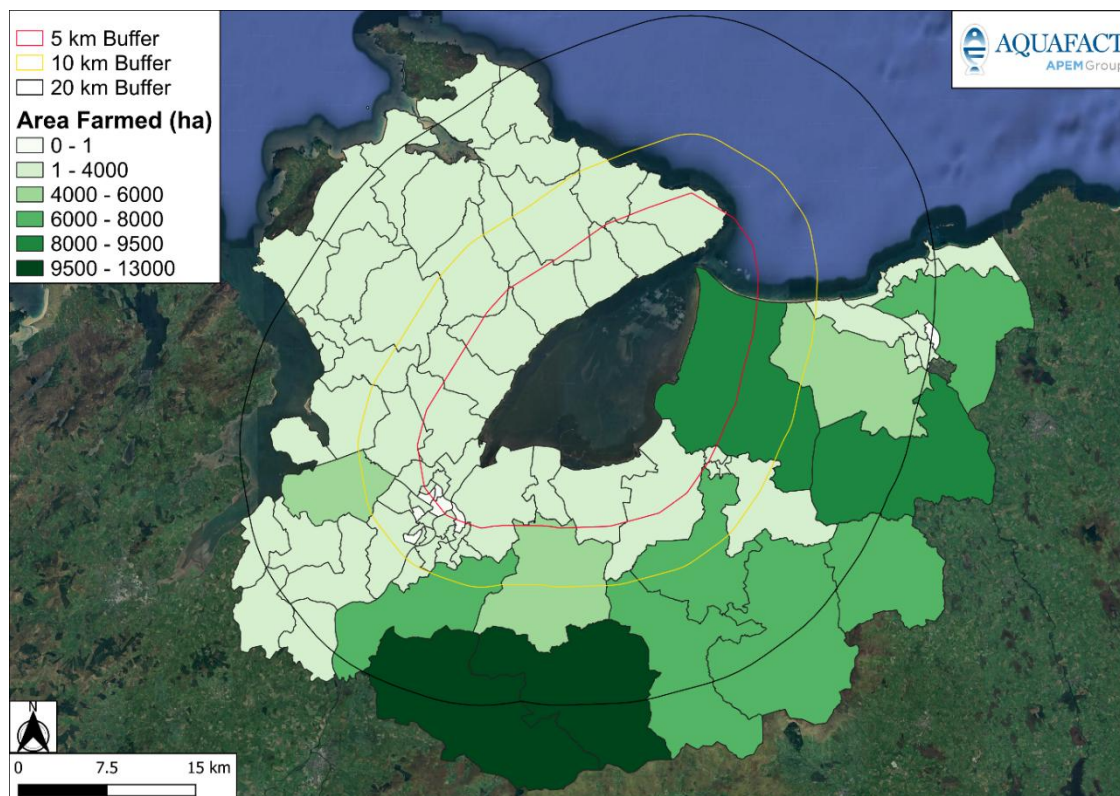 5 km Buffer
10 km Buffer
20 km Buffer
Area Farmed (ha)
0 - 1
1 - 4000
4000 - 6000
6000 - 8000
8000 - 9500
9500 - 13000
AQUAFACT
APEM Group
N
0 7.5 15 km